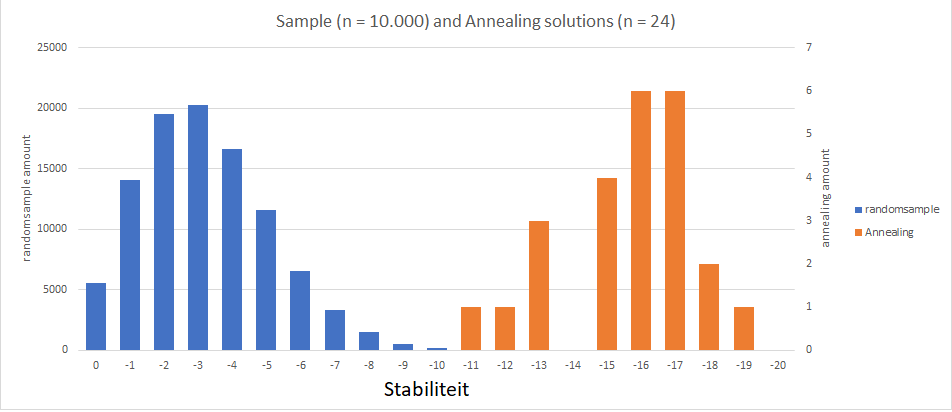 Sample (n = 10.000) and Annealing solutions (n = 24)
25000
20000
15000
10000
5000
0
randomsample amount
7
6
5
4
3
2
1
0
annealing amount
randomsample
Annealing
0 -1 -2 -3 -4 -5 -6 -7 -8 -9 -10 -11 -12 -13 -14 -15 -16 -17 -18 -19 -20
Stabiliteit